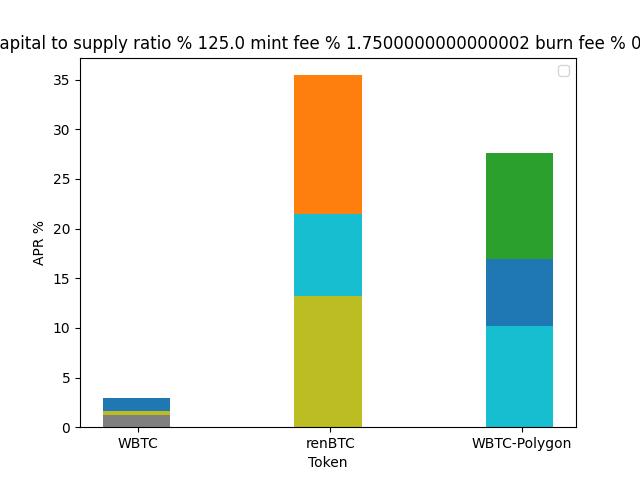 apital to supply ratio % 125.0 mint fee % 1.7500000000000002 burn fee % 0
35
30
25
20
15
10
5
0
APR %
WBTC renBTC WBTC-Polygon
Token